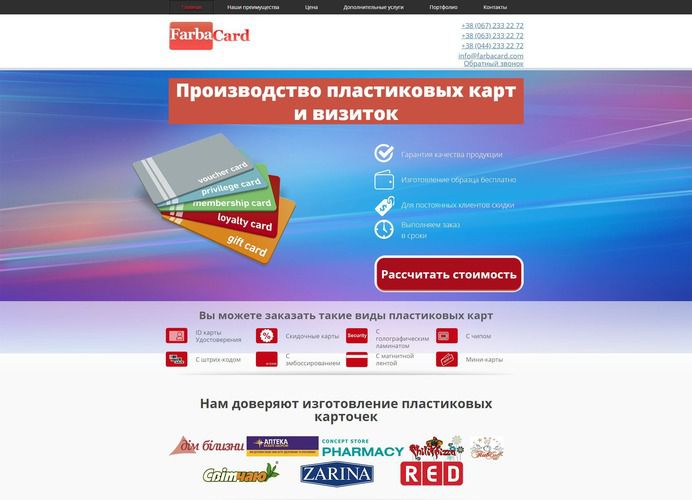 Главная Наши преимущества Цена Дополнительные услуги Портфолио Контакты
FarbaCard
+38 (067) 233 22 72
+38 (063) 233 22 72
+38 (044) 233 22 72
info@farbacard.com
Обратный звонок
Производство пластиковых карт
и визиток
voucher card
privilege card
membership card
loyalty card
gift card
Гарантия качества продукции
Изготовление образца бесплатно
Для постоянных клиентов скидки
Выполняем заказ
в сроки
Рассчитать стоимость
Вы можете заказать такие виды пластиковых карт
ID карты
Удостоверения
Скидочные карты
Security
С
голографическим
ламинатом
С чипом
С штрих-кодом
С
эмбоссированием
С магнитной
лентой
Мини-карты
Нам доверяют изготовление пластиковых
карточек
дім білизни
АПТЕКА
CONCEPT STORE
PHARMACY
Світчаю
ZARINA
RED